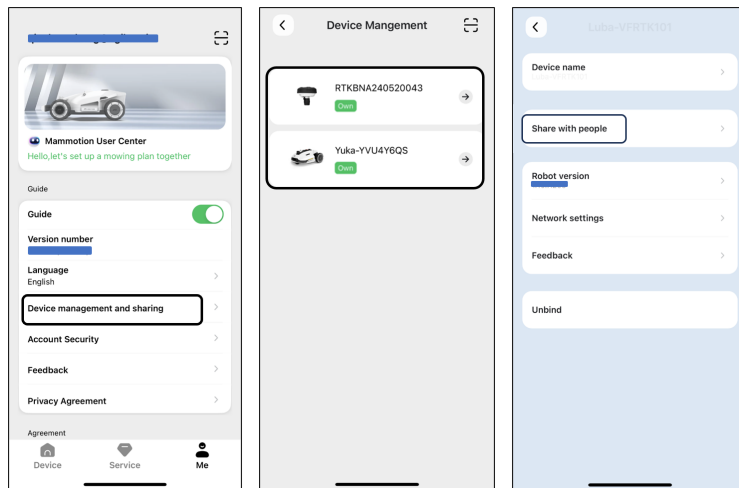 Mammotion User Center
Hello,let's set up a mowing plan together
Guide
Guide
Version number
Language
English
Device management and sharing
Account Security
Feedback
Privacy Agreement
Agreement
Device
Service
Me
Device Mangement
RTKBNA240520043
Own
Yuka-YVU4Y6QS
Own
Luba-VFRTK101
Device name
Share with people
Robot version
Network settings
Feedback
Unbind